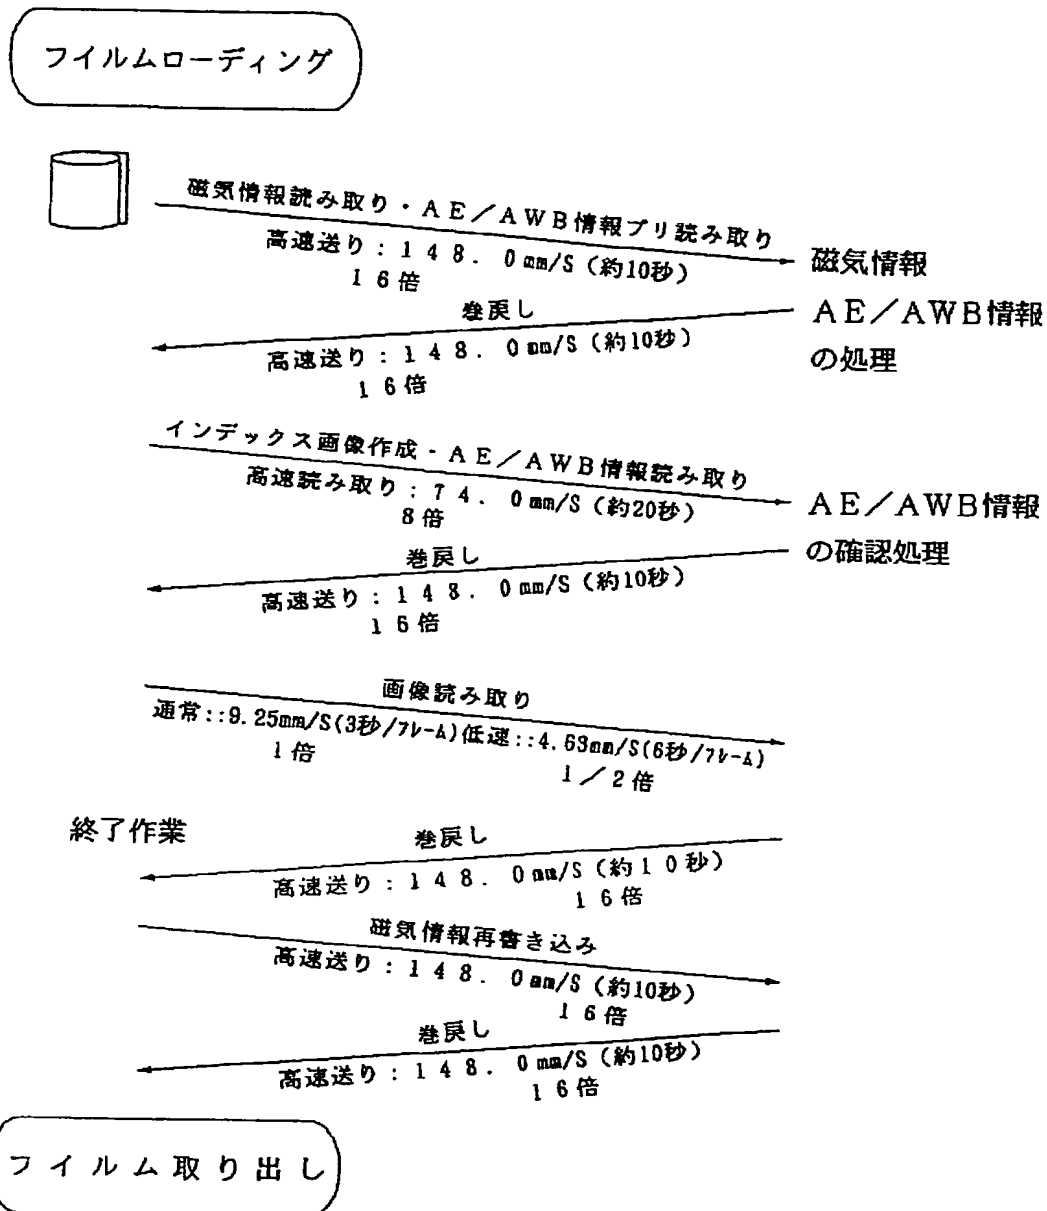 フイルムローディング
磁気情報読み取り・AE／AWB情報プリ読み取り
高速送り：148．0mm/S（約10秒）
16倍
磁気情報
巻戻し
AE／AWB情報
の処理
高速送り：148．0mm/S（約10秒）
16倍
インデックス画像作成・AE／AWB情報読み取り
高速読み取り：74．0mm/S（約20秒）
8倍
AE／AWB情報
の確認処理
巻戻し
高速送り：148．0mm/S（約10秒）
16倍
画像読み取り
通常::9.25mm/S(3秒/フレーム)低速::4.63mm/S(6秒/フレーム)
1倍
1／2倍
終了作業
巻戻し
高速送り：148．0mm/S（約10秒）
16倍
磁気情報再書き込み
高速送り：148．0mm/S（約10秒）
16倍
巻戻し
高速送り：148．0mm/S（約10秒）
16倍
フイルム取り出し